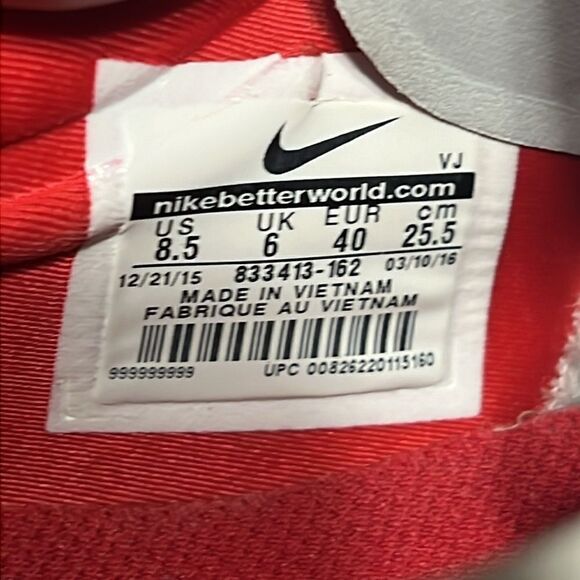 VJ
nikebetterworld.com
US UK EUR cm
8.5 6 40 25.5
12/21/15 833413-162 03/10/16
MADE IN VIETNAM
FABRIQUE AU VIETNAM
999999999 UPC 00826220115160